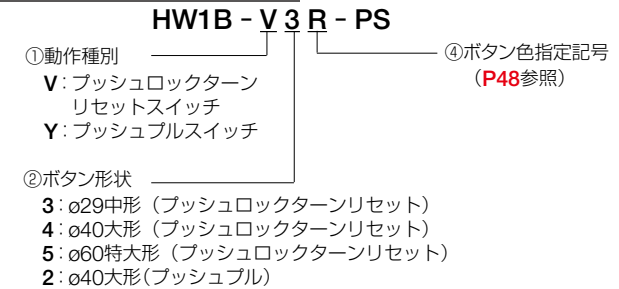 HW1B - V 3 R - PS
①動作種別
V：プッシュロックターン
リセットスイッチ
Y：プッシュプルスイッチ
④ボタン色指定記号
（P48参照）
②ボタン形状
3：ø29中形（プッシュロックターンリセット）
4：ø40大形（プッシュロックターンリセット）
5：ø60特大形（プッシュロックターンリセット）
2：ø40大形（プッシュプル）